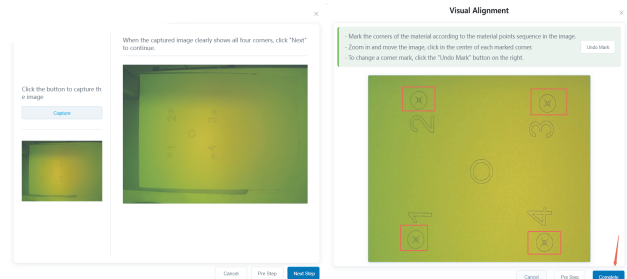 When the captured image clearly shows all four corners, click "Next"
to continue.
Click the button to capture th
e image
Capture
Cancel
Pre Step
Next Step
Visual Alignment
- Mark the corners of the material according to the material points sequence in the image.
- Zoom in and move the image, click in the center of each marked corner.
- To change a corner mark, click the "Undo Mark" button on the right.
Undo Mark
2
3
1
4
Cancel
Pre Step
Complete